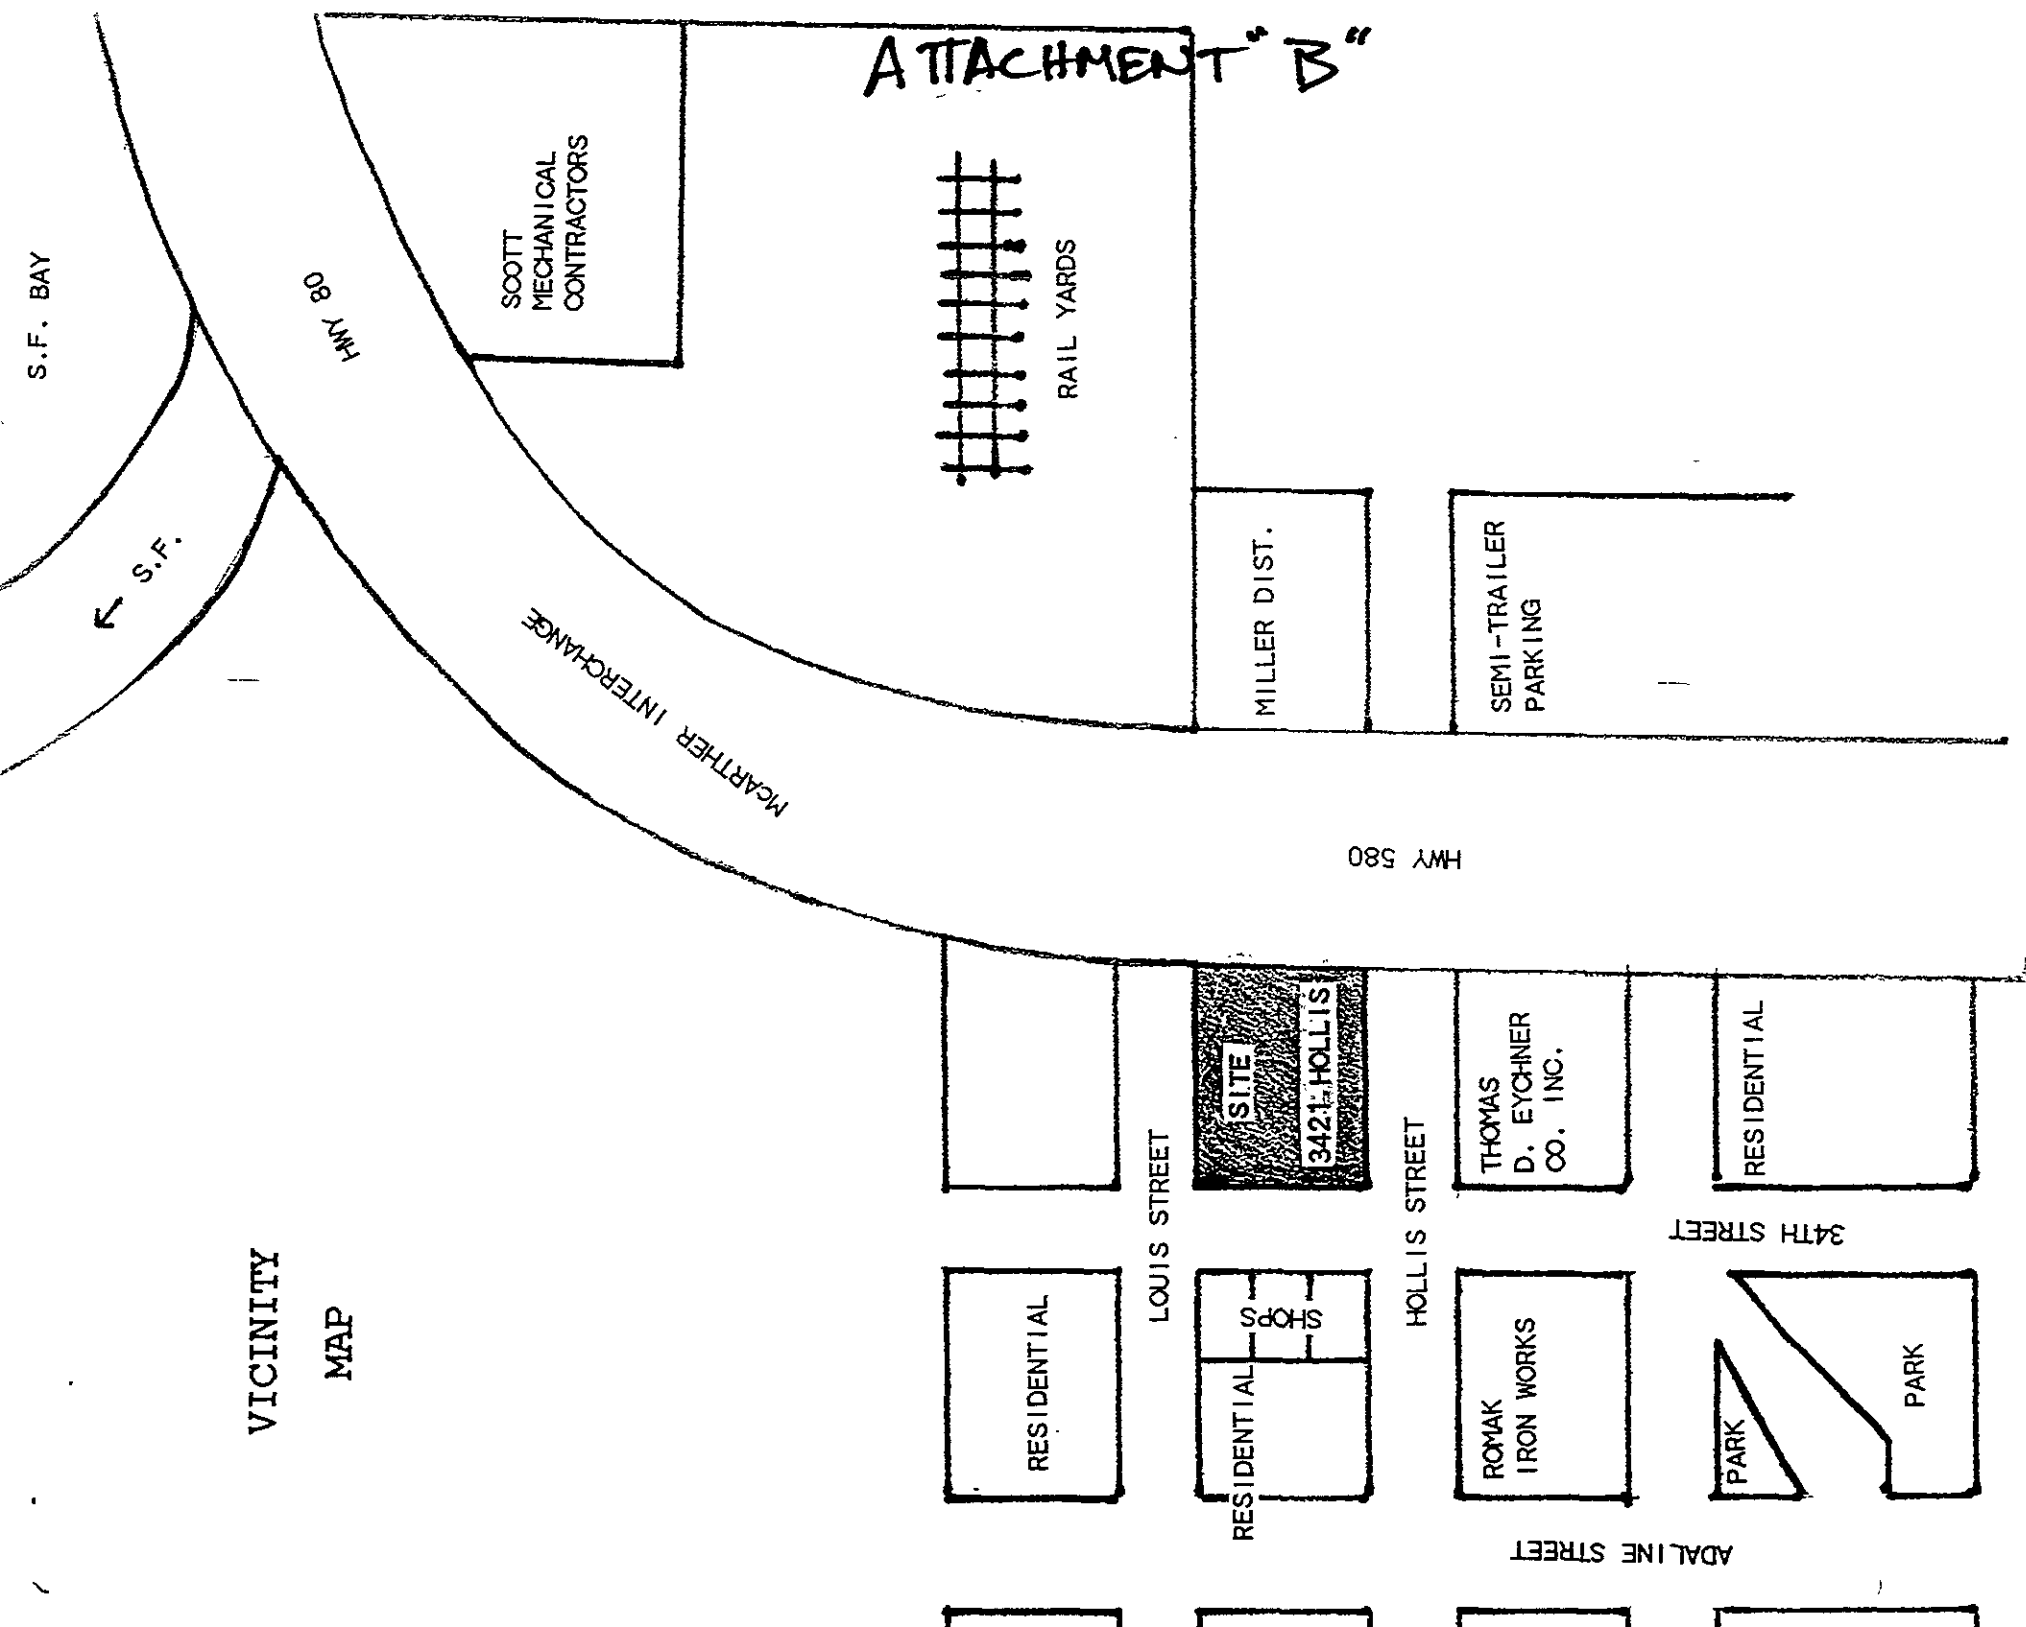 ATTACHMENT "B"
S.F. BAY
HWY 80
SCOTT
MECHANICAL
CONTRACTORS
RAIL YARDS
← S.F.
McARTHER INTERCHANGE
MILLER DIST.
SEMI-TRAILER
PARKING
HWY 580
SITE
3421 HOLLIS
THOMAS
D. EYCHNER
CO. INC.
RESIDENTIAL
LOUIS STREET
HOLLIS STREET
34TH STREET
VICINITY
MAP
RESIDENTIAL
SHOPS
RESIDENTIAL
ROMAK
IRON WORKS
PARK
PARK
ADALINE STREET